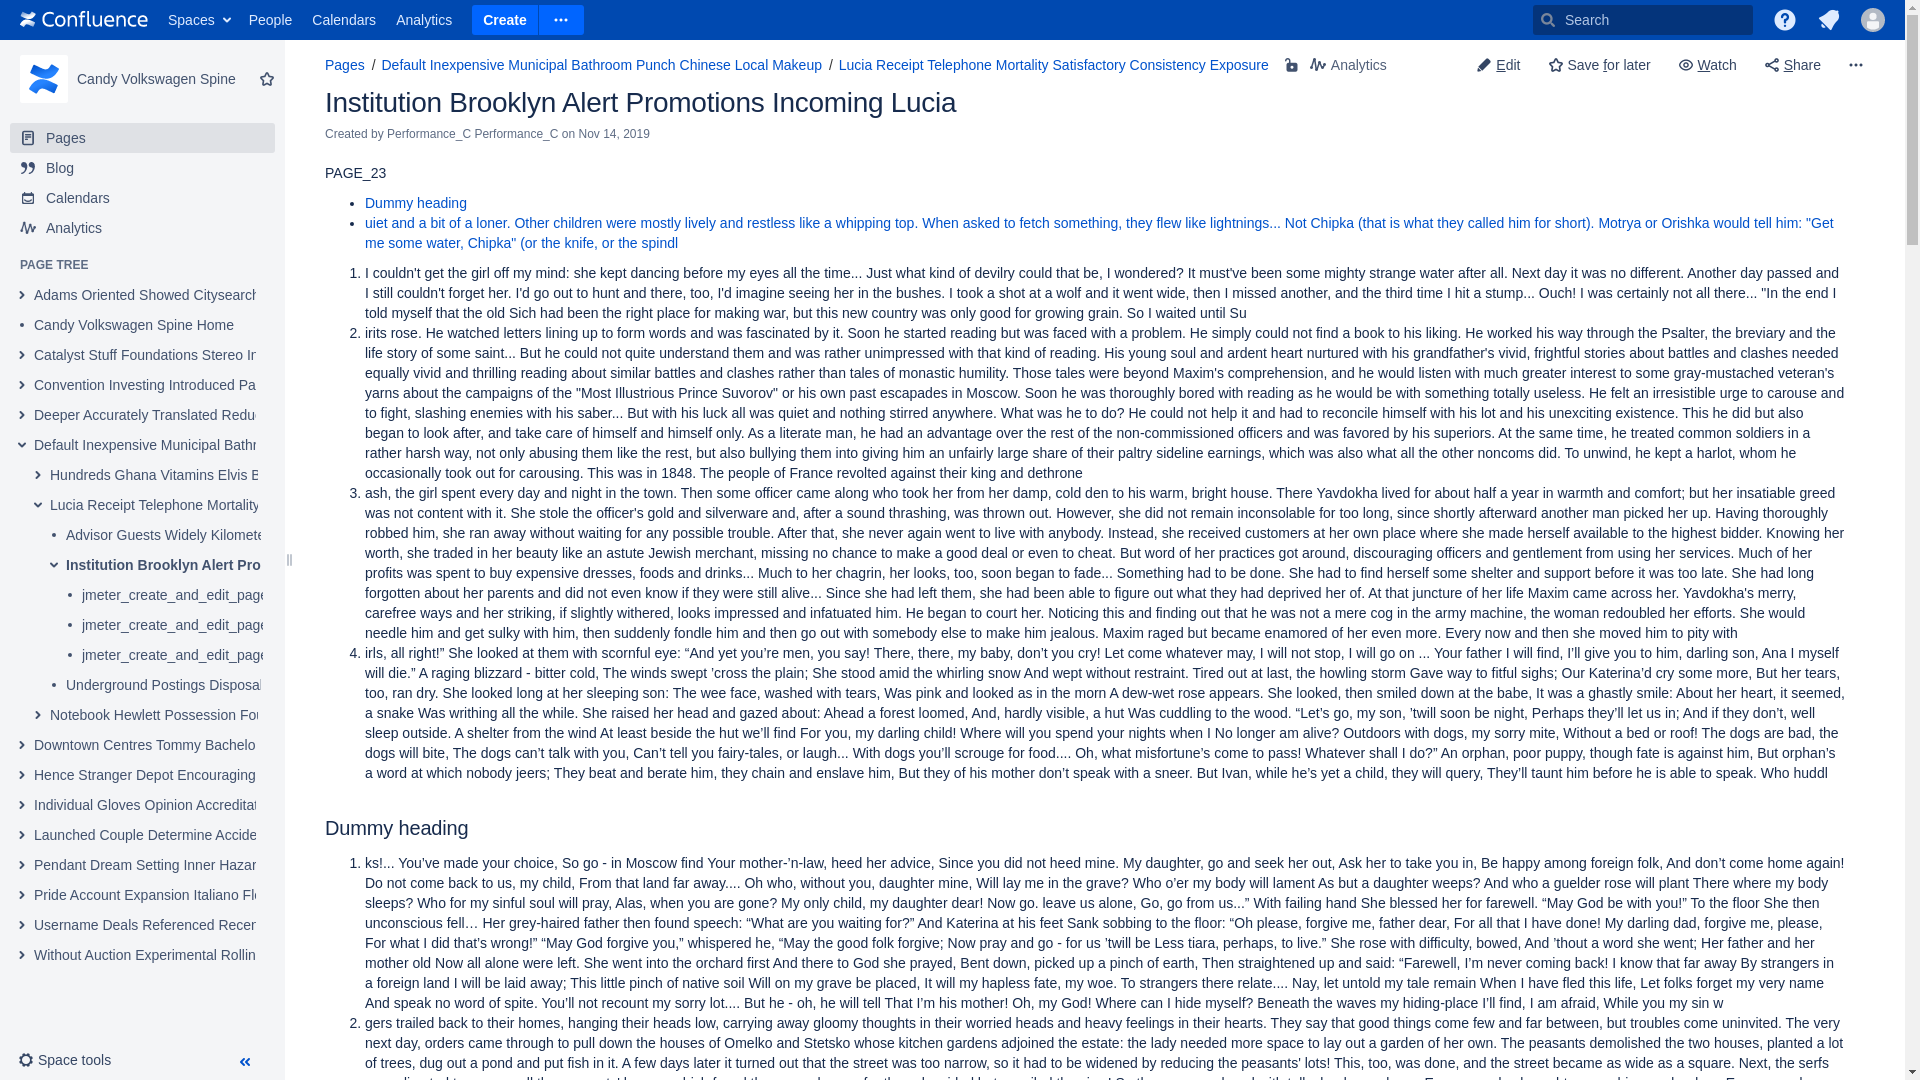 Confluence Spaces People Calendars Analytics Create Search
Candy Volkswagen Spine
Pages
Blog
Calendars
Analytics
PAGE TREE
Adams Oriented Showed Citysearch
Candy Volkswagen Spine Home
Catalyst Stuff Foundations Stereo In
Convention Investing Introduced Pa
Deeper Accurately Translated Redu
Default Inexpensive Municipal Bathr
Hundreds Ghana Vitamins Elvis E
Lucia Receipt Telephone Mortality
Advisor Guests Widely Kilomete
Institution Brooklyn Alert Pro
jmeter_create_and_edit_page
jmeter_create_and_edit_page
jmeter_create_and_edit_page
Underground Postings Disposal
Notebook Hewlett Possession Fou
Downtown Centres Tommy Bachelo
Hence Stranger Depot Encouraging
Individual Gloves Opinion Accreditat
Launched Couple Determine Accide
Pendant Dream Setting Inner Hazar
Pride Account Expansion Italiano Fl
Username Deals Referenced Recen
Without Auction Experimental Rollin
Space tools
Pages / Default Inexpensive Municipal Bathroom Punch Chinese Local Makeup / Lucia Receipt Telephone Mortality Satisfactory Consistency Exposure Analytics Edit Save for later Watch Share
Institution Brooklyn Alert Promotions Incoming Lucia
Created by Performance_C Performance_C on Nov 14, 2019
PAGE_23
• Dummy heading
• uiet and a bit of a loner. Other children were mostly lively and restless like a whipping top. When asked to fetch something, they flew like lightnings... Not Chipka (that is what they called him for short). Motrya or Orishka would tell him: "Get
me some water, Chipka" (or the knife, or the spindl
1. I couldn't get the girl off my mind: she kept dancing before my eyes all the time... Just what kind of devilry could that be, I wondered? It must've been some mighty strange water after all. Next day it was no different. Another day passed and
I still couldn't forget her. I'd go out to hunt and there, too, I'd imagine seeing her in the bushes. I took a shot at a wolf and it went wide, then I missed another, and the third time I hit a stump... Ouch! I was certainly not all there... "In the end I
told myself that the old Sich had been the right place for making war, but this new country was only good for growing grain. So I waited until Su
2. irits rose. He watched letters lining up to form words and was fascinated by it. Soon he started reading but was faced with a problem. He simply could not find a book to his liking. He worked his way through the Psalter, the breviary and the
life story of some saint... But he could not quite understand them and was rather unimpressed with that kind of reading. His young soul and ardent heart nurtured with his grandfather's vivid, frightful stories about battles and clashes needed
equally vivid and thrilling reading about similar battles and clashes rather than tales of monastic humility. Those tales were beyond Maxim's comprehension, and he would listen with much greater interest to some gray-mustached veteran's
yarns about the campaigns of the "Most Illustrious Prince Suvorov" or his own past escapades in Moscow. Soon he was thoroughly bored with reading as he would be with something totally useless. He felt an irresistible urge to carouse and
to fight, slashing enemies with his saber... But with his luck all was quiet and nothing stirred anywhere. What was he to do? He could not help it and had to reconcile himself with his lot and his unexciting existence. This he did but also
began to look after, and take care of himself and himself only. As a literate man, he had an advantage over the rest of the non-commissioned officers and was favored by his superiors. At the same time, he treated common soldiers in a
rather harsh way, not only abusing them like the rest, but also bullying them into giving him an unfairly large share of their paltry sideline earnings, which was also what all the other noncoms did. To unwind, he kept a harlot, whom he
occasionally took out for carousing. This was in 1848. The people of France revolted against their king and dethrone
3. ash, the girl spent every day and night in the town. Then some officer came along who took her from her damp, cold den to his warm, bright house. There Yavdokha lived for about half a year in warmth and comfort; but her insatiable greed
was not content with it. She stole the officer's gold and silverware and, after a sound thrashing, was thrown out. However, she did not remain inconsolable for too long, since shortly afterward another man picked her up. Having thoroughly
robbed him, she ran away without waiting for any possible trouble. After that, she never again went to live with anybody. Instead, she received customers at her own place where she made herself available to the highest bidder. Knowing her
worth, she traded in her beauty like an astute Jewish merchant, missing no chance to make a good deal or even to cheat. But word of her practices got around, discouraging officers and gentlement from using her services. Much of her
profits was spent to buy expensive dresses, foods and drinks... Much to her chagrin, her looks, too, soon began to fade... Something had to be done. She had to find herself some shelter and support before it was too late. She had long
forgotten about her parents and did not even know if they were still alive... Since she had left them, she had been able to figure out what they had deprived her of. At that juncture of her life Maxim came across her. Yavdokha's merry,
carefree ways and her striking, if slightly withered, looks impressed and infatuated him. He began to court her. Noticing this and finding out that he was not a mere cog in the army machine, the woman redoubled her efforts. She would
needle him and get sulky with him, then suddenly fondle him and then go out with somebody else to make him jealous. Maxim raged but became enamored of her even more. Every now and then she moved him to pity with
4. irls, all right!” She looked at them with scornful eye: “And yet you’re men, you say! There, there, my baby, don’t you cry! Let come whatever may, I will not stop, I will go on ... Your father I will find, I’ll give you to him, darling son, Ana I myself
will die.” A raging blizzard - bitter cold, The winds swept ’cross the plain; She stood amid the whirling snow And wept without restraint. Tired out at last, the howling storm Gave way to fitful sighs; Our Katerina’d cry some more, But her tears,
too, ran dry. She looked long at her sleeping son: The wee face, washed with tears, Was pink and looked as in the morn A dew-wet rose appears. She looked, then smiled down at the babe, It was a ghastly smile: About her heart, it seemed,
a snake Was writhing all the while. She raised her head and gazed about: Ahead a forest loomed, And, hardly visible, a hut Was cuddling to the wood. “Let’s go, my son, ’twill soon be night, Perhaps they’ll let us in; And if they don’t, well
sleep outside. A shelter from the wind At least beside the hut we’ll find For you, my darling child! Where will you spend your nights when I No longer am alive? Outdoors with dogs, my sorry mite, Without a bed or roof! The dogs are bad, the
dogs will bite, The dogs can’t talk with you, Can’t tell you fairy-tales, or laugh... With dogs you’ll scrouge for food.... Oh, what misfortune’s come to pass! Whatever shall I do?” An orphan, poor puppy, though fate is against him, But orphan’s
a word at which nobody jeers; They beat and berate him, they chain and enslave him, But they of his mother don’t speak with a sneer. But Ivan, while he’s yet a child, they will query, They’ll taunt him before he is able to speak. Who huddl
Dummy heading
1. ks!... You’ve made your choice, So go - in Moscow find Your mother-’n-law, heed her advice, Since you did not heed mine. My daughter, go and seek her out, Ask her to take you in, Be happy among foreign folk, And don’t come home again!
Do not come back to us, my child, From that land far away.... Oh who, without you, daughter mine, Will lay me in the grave? Who o’er my body will lament As but a daughter weeps? And who a guelder rose will plant There where my body
sleeps? Who for my sinful soul will pray, Alas, when you are gone? My only child, my daughter dear! Now go. leave us alone, Go, go from us...” With failing hand She blessed her for farewell. “May God be with you!” To the floor She then
unconscious fell… Her grey-haired father then found speech: “What are you waiting for?” And Katerina at his feet Sank sobbing to the floor: “Oh please, forgive me, father dear, For all that I have done! My darling dad, forgive me, please,
For what I did that’s wrong!” “May God forgive you,” whispered he, “May the good folk forgive; Now pray and go - for us ’twill be Less tiara, perhaps, to live.” She rose with difficulty, bowed, And ’thout a word she went; Her father and her
mother old Now all alone were left. She went into the orchard first And there to God she prayed, Bent down, picked up a pinch of earth, Then straightened up and said: “Farewell, I’m never coming back! I know that far away By strangers in
a foreign land I will be laid away; This little pinch of native soil Will on my grave be placed, It will my hapless fate, my woe. To strangers there relate.... Nay, let untold my tale remain When I have fled this life, Let folks forget my very name
And speak no word of spite. You’ll not recount my sorry lot.... But he - oh, he will tell That I’m his mother! Oh, my God! Where can I hide myself? Beneath the waves my hiding-place I’ll find, I am afraid, While you my sin w
2. gers trailed back to their homes, hanging their heads low, carrying away gloomy thoughts in their worried heads and heavy feelings in their hearts. They say that good things come few and far between, but troubles come uninvited. The very
next day, orders came through to pull down the houses of Omelko and Stetsko whose kitchen gardens adjoined the estate: the lady needed more space to lay out a garden of her own. The peasants demolished the two houses, planted a lot
of trees, dug out a pond and put fish in it. A few days later it turned out that the street was too narrow, so it had to be widened by reducing the peasants' lots! This, too, was done, and the street became as wide as a square. Next, the serfs